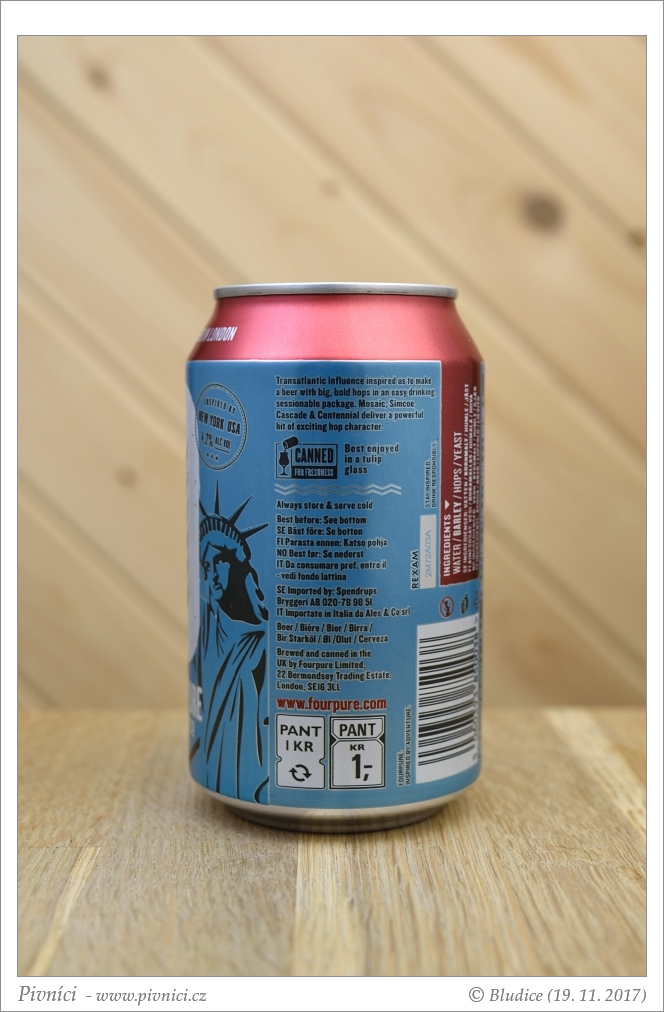 LONDON
INSPIRED BY
NEW YORK USA
4.2% ALC VOL
Transatlantic influence inspired us to make
a beer with big, bold hops in an easy drinking,
sessionable package. Mosaic, Simcoe,
Cascade & Centennial deliver a powerful
hit of exciting hop character.
CANNED
FOR FRESHNESS
Best enjoyed
in a tulip
glass
Always store & serve cold
Best before: See bottom
SE Bäst före: Se botten
FI Parasta ennen: Katso pohja
NO Best før: Se nederst
IT Da consumare pref. entro il
- vedi fondo lattina
SE Imported by: Spendrups
Bryggeri AB 020-79 98 51
IT Importato in Italia da Ales & Co srl
Beer / Bière / Bier / Birra /
Bir Starköl / Øl / Olut / Cerveza
Brewed and canned in the
UK by Fourpure Limited,
22 Bermondsey Trading Estate.
London, SE16 3LL
www.fourpure.com
PANT
1 KR
PANT
KR
1,-
STAY INSPIRED
DRINK RESPONSIBLY
REXAM
2M72A03A
INGREDIENTS
WATER / BARLEY / HOPS / YEAST
FOURPURE
INSPIRED BY ADVENTURE
Pivníci - www.pivnici.cz
© Bludice (19. 11. 2017)